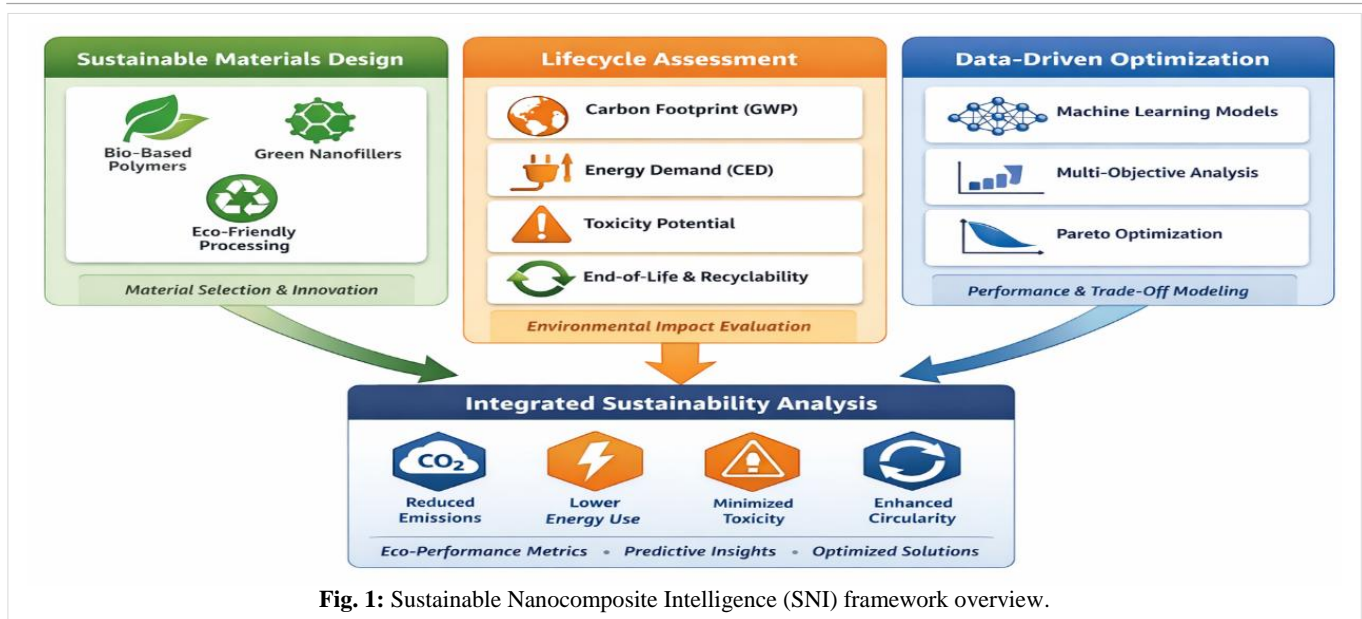 Sustainable Materials Design
Bio-Based
Polymers
Green Nanofillers
Eco-Friendly
Processing
Material Selection & Innovation
Lifecycle Assessment
Carbon Footprint (GWP)
Energy Demand (CED)
Toxicity Potential
End-of-Life & Recyclability
Environmental Impact Evaluation
Data-Driven Optimization
Machine Learning Models
Multi-Objective Analysis
Pareto Optimization
Performance & Trade-Off Modeling
Integrated Sustainability Analysis
CO₂
Reduced
Emissions
Lower
Energy Use
Minimized
Toxicity
Enhanced
Circularity
Eco-Performance Metrics • Predictive Insights • Optimized Solutions
Fig. 1: Sustainable Nanocomposite Intelligence (SNI) framework overview.